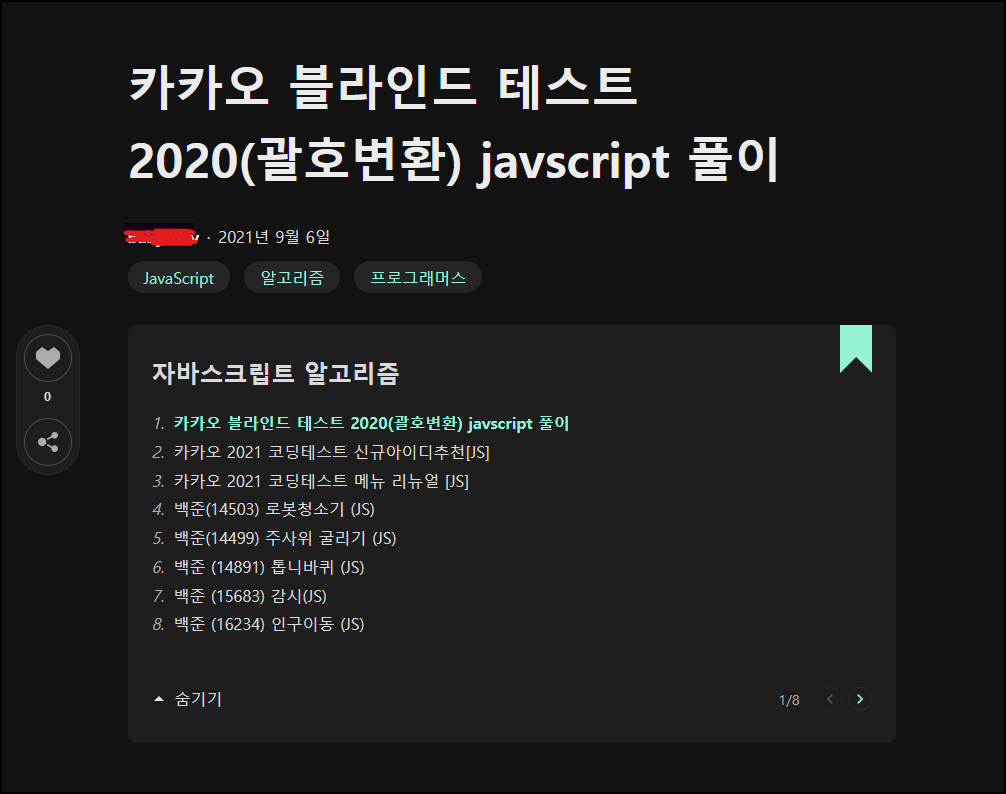 카카오 블라인드 테스트
2020(괄호변환) javscript 풀이
· 2021년 9월 6일
JavaScript 알고리즘 프로그래머스
0
자바스크립트 알고리즘
1. 카카오 블라인드 테스트 2020(괄호변환) javscript 풀이
2. 카카오 2021 코딩테스트 신규아이디추천[JS]
3. 카카오 2021 코딩테스트 메뉴 리뉴얼 [JS]
4. 백준(14503) 로봇청소기 (JS)
5. 백준(14499) 주사위 굴리기 (JS)
6. 백준 (14891) 톱니바퀴 (JS)
7. 백준 (15683) 감시(JS)
8. 백준 (16234) 인구이동 (JS)
숨기기 1/8